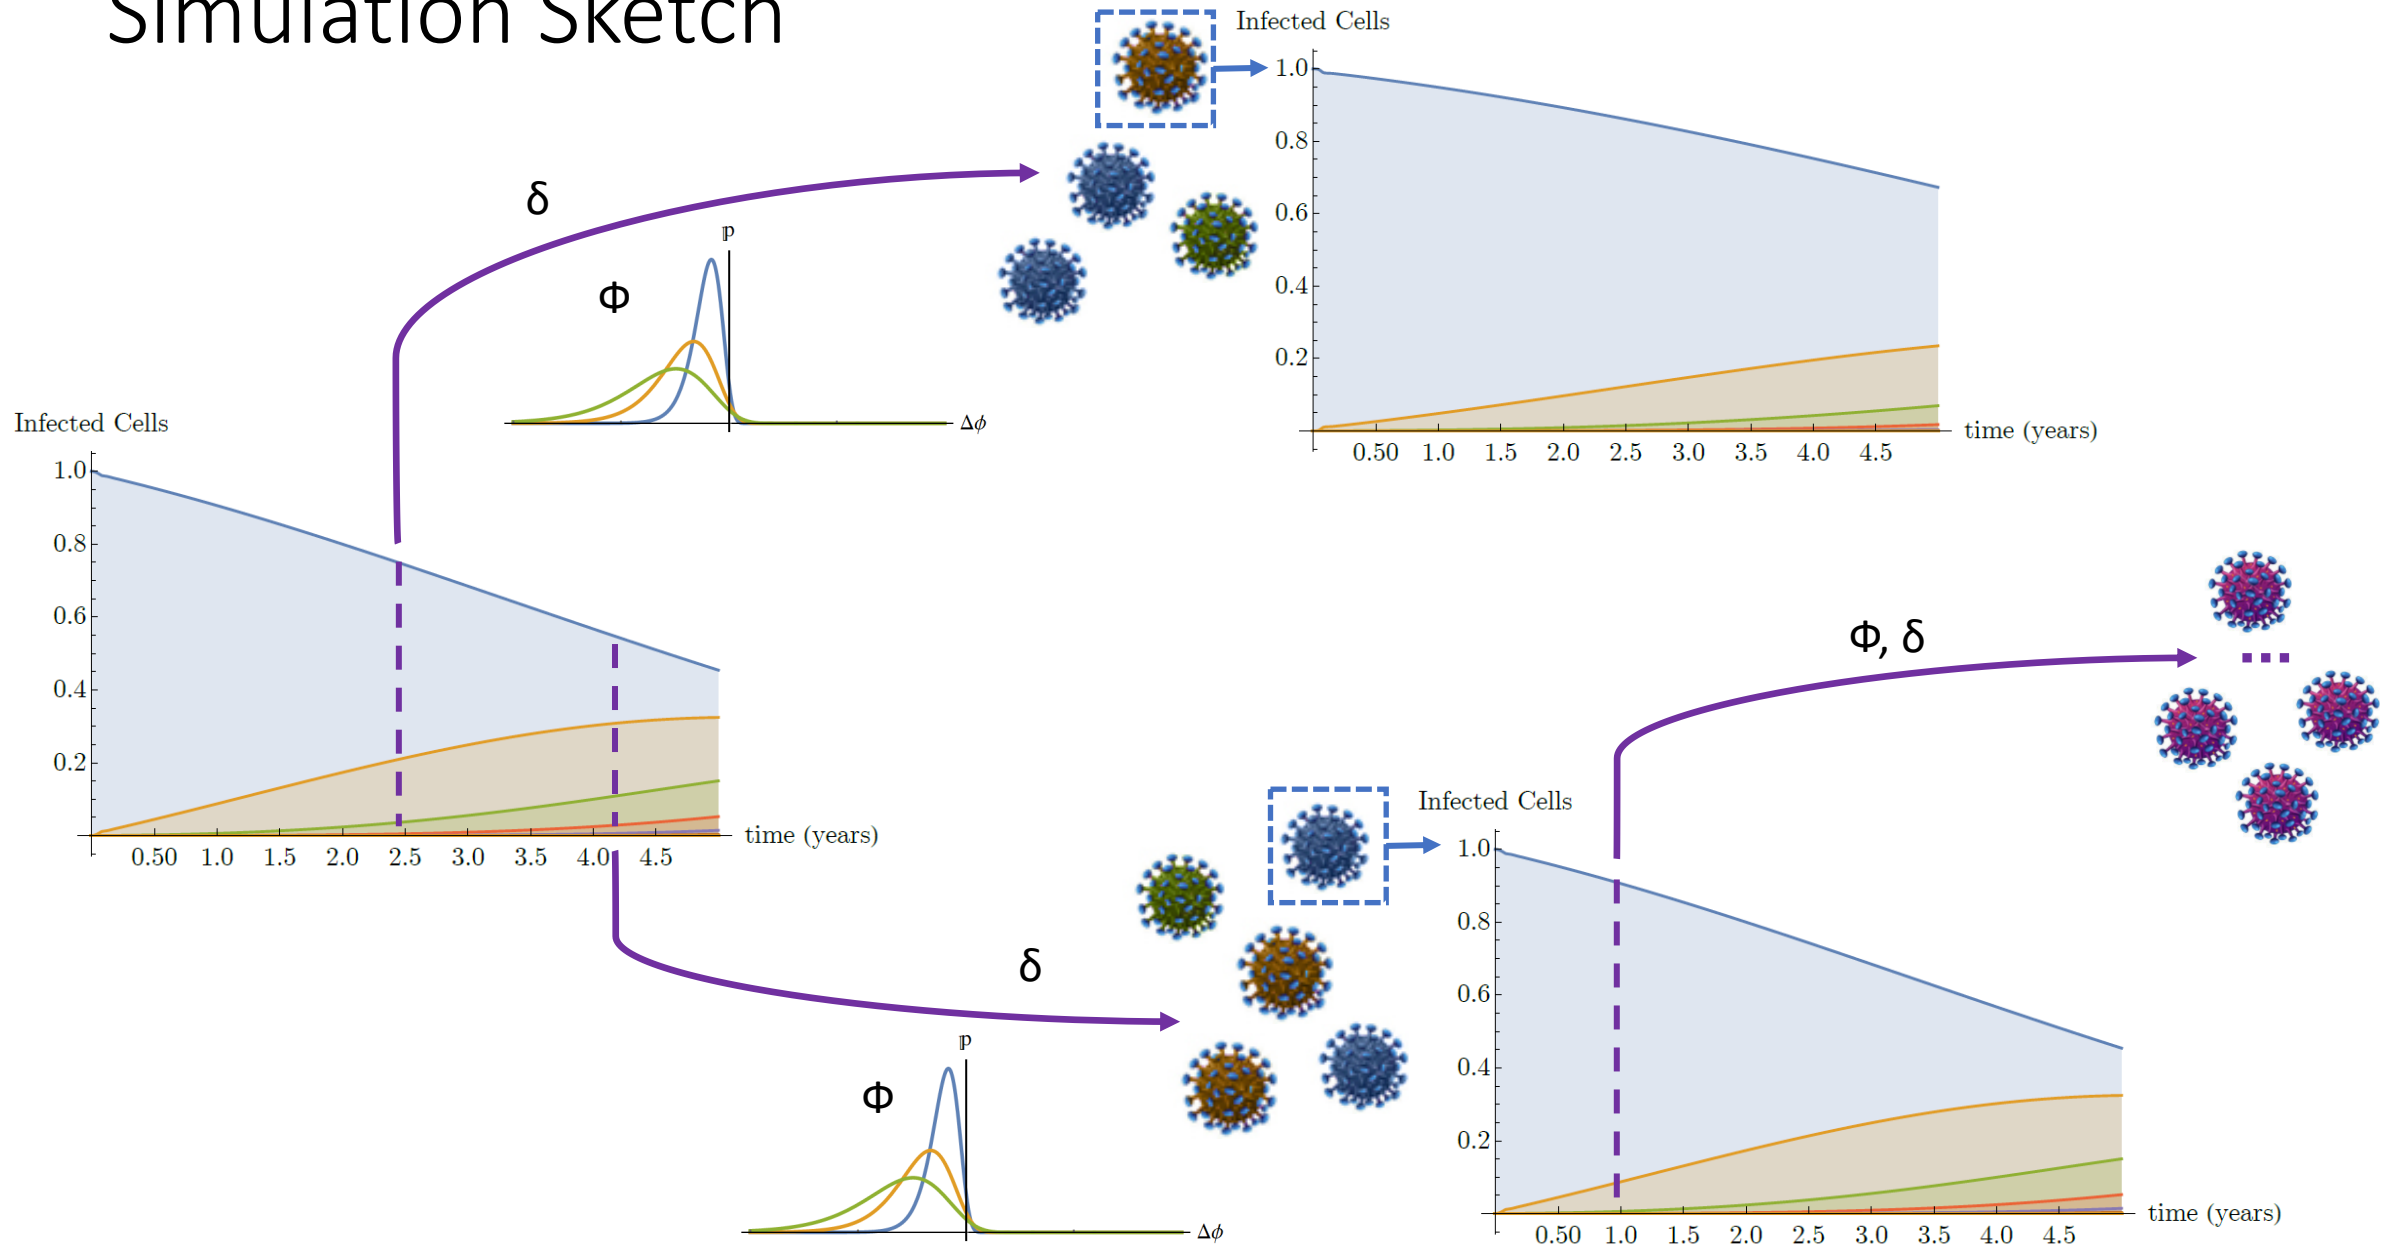 Simulation Sketch
Infected Cells
1.0
0.8
0.6
0.4
0.2
0.50 1.0 1.5 2.0 2.5 3.0 3.5 4.0 4.5
time (years)
δ
ℙ
Φ
Δϕ
Infected Cells
1.0
0.8
0.6
0.4
0.2
0.50 1.0 1.5 2.0 2.5 3.0 3.5 4.0 4.5
time (years)
Φ, δ
δ
ℙ
Φ
Δϕ
Infected Cells
1.0
0.8
0.6
0.4
0.2
0.50 1.0 1.5 2.0 2.5 3.0 3.5 4.0 4.5
time (years)